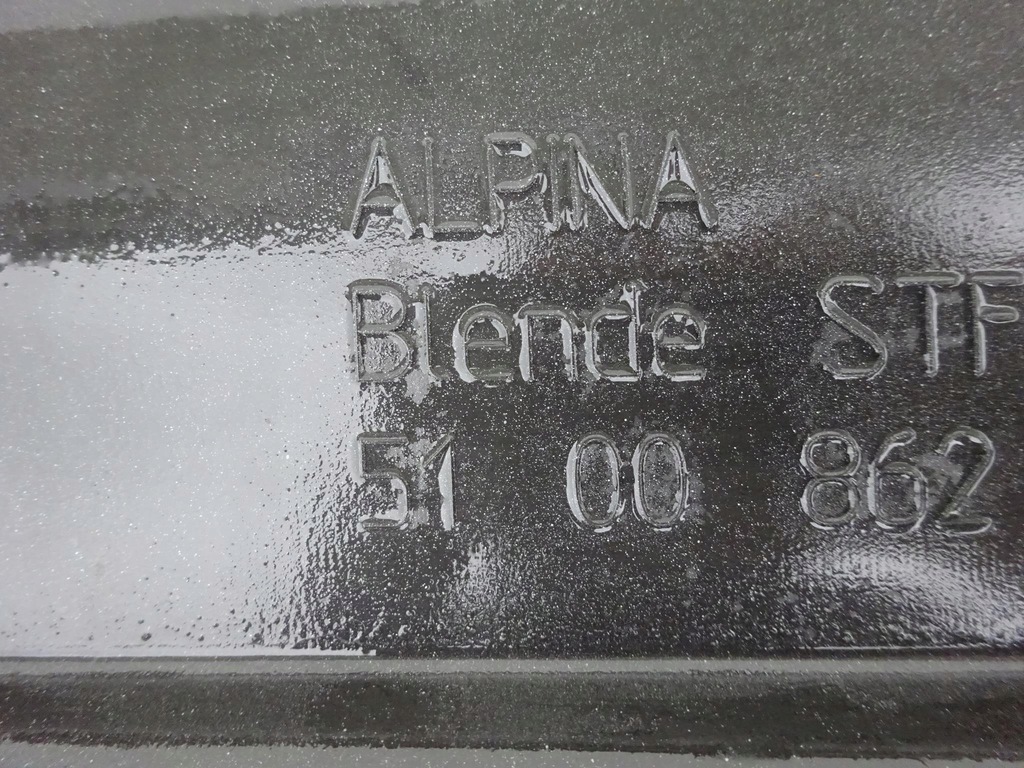 ALPINA
Blende STF
51 00 862